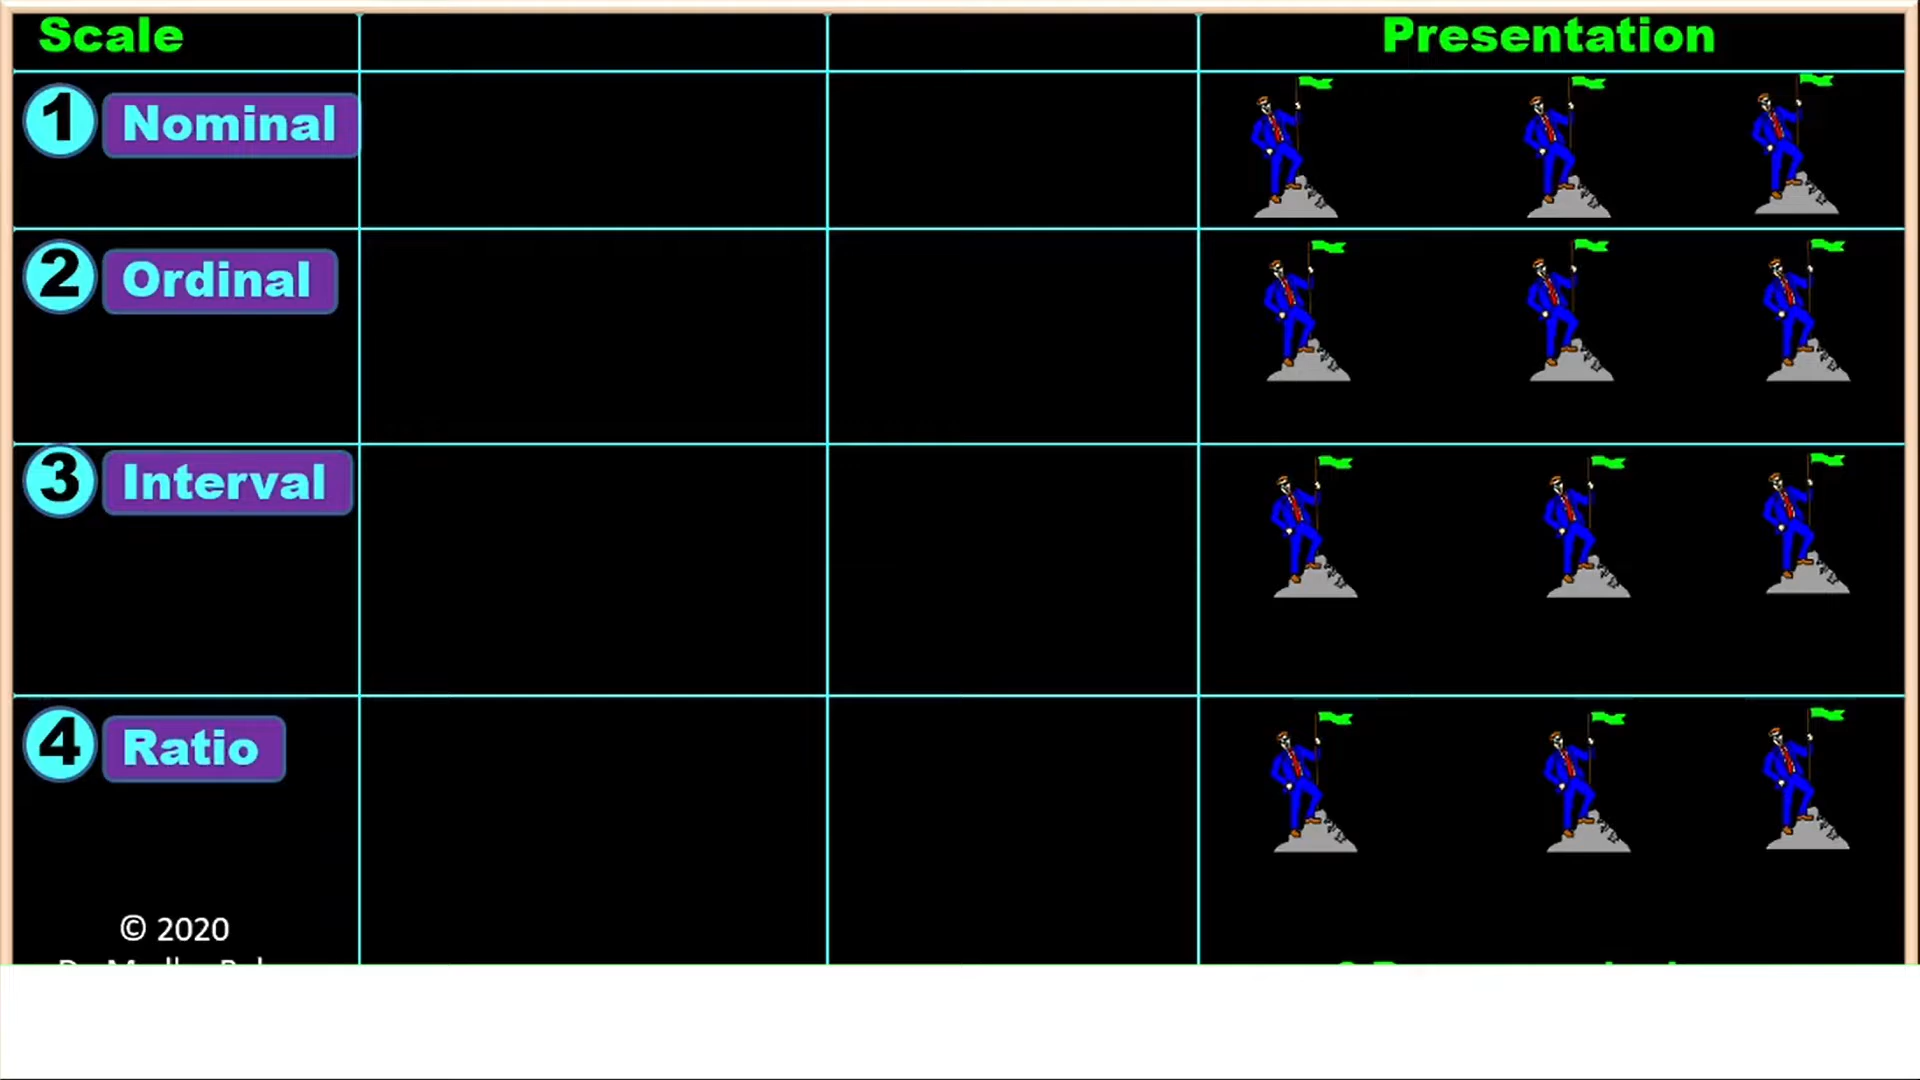 Scale
Presentation
1 Nominal
2 Ordinal
3 Interval
4 Ratio
© 2020